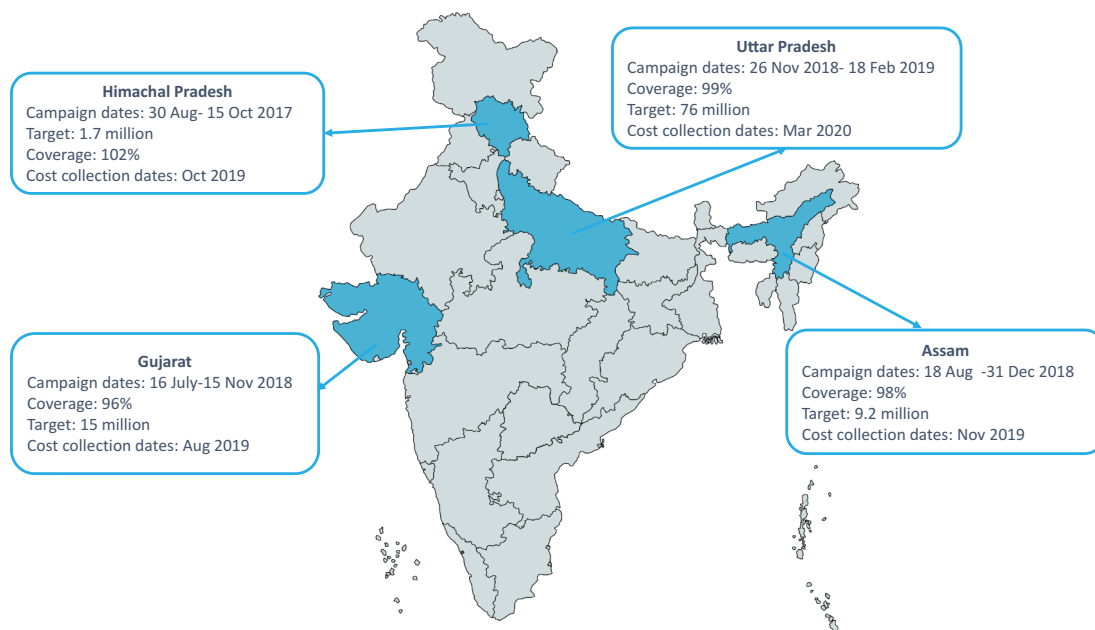 Uttar Pradesh
Campaign dates: 26 Nov 2018- 18 Feb 2019
Coverage: 99%
Target: 76 million
Cost collection dates: Mar 2020
Himachal Pradesh
Campaign dates: 30 Aug- 15 Oct 2017
Target: 1.7 million
Coverage: 102%
Cost collection dates: Oct 2019
Gujarat
Campaign dates: 16 July-15 Nov 2018
Coverage: 96%
Target: 15 million
Cost collection dates: Aug 2019
Assam
Campaign dates: 18 Aug -31 Dec 2018
Coverage: 98%
Target: 9.2 million
Cost collection dates: Nov 2019